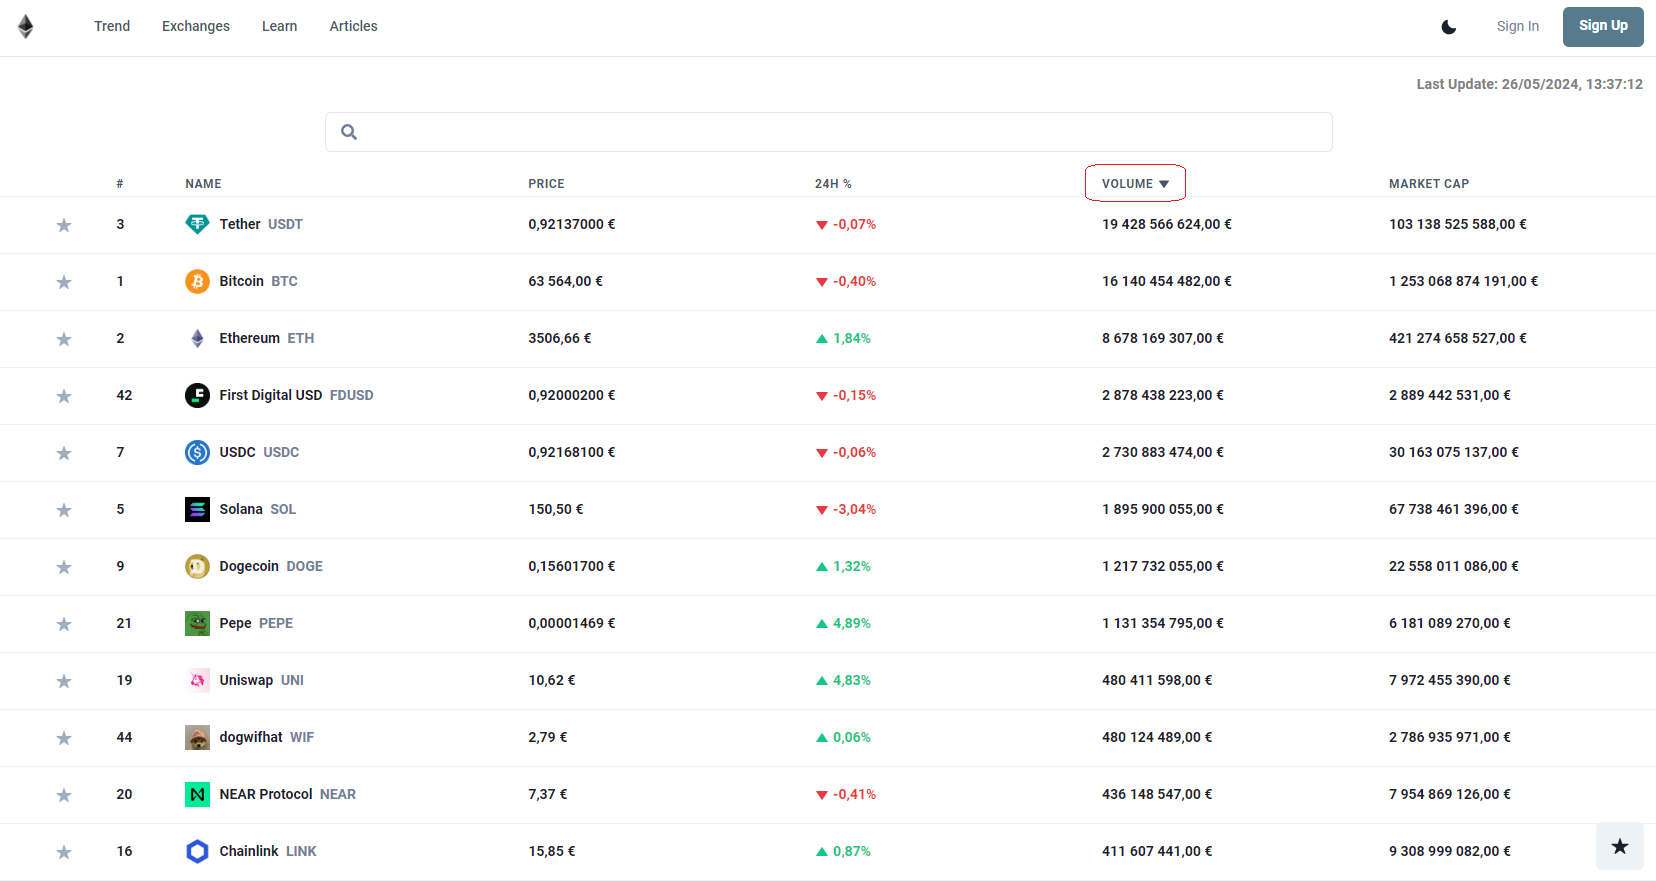 Trend Exchanges Learn Articles Sign In Sign Up
Last Update: 26/05/2024, 13:37:12
# NAME PRICE 24H % VOLUME ▼ MARKET CAP
3 Tether USDT 0,92137000 € ▼ -0,07% 19 428 566 624,00 € 103 138 525 588,00 €
1 Bitcoin BTC 63 564,00 € ▼ -0,40% 16 140 454 482,00 € 1 253 068 874 191,00 €
2 Ethereum ETH 3506,66 € ▲ 1,84% 8 678 169 307,00 € 421 274 658 527,00 €
42 First Digital USD FDUSD 0,92000200 € ▼ -0,15% 2 878 438 223,00 € 2 889 442 531,00 €
7 USDC USDC 0,92168100 € ▼ -0,06% 2 730 883 474,00 € 30 163 075 137,00 €
5 Solana SOL 150,50 € ▼ -3,04% 1 895 900 055,00 € 67 738 461 396,00 €
9 Dogecoin DOGE 0,15601700 € ▲ 1,32% 1 217 732 055,00 € 22 558 011 086,00 €
21 Pepe PEPE 0,00001469 € ▲ 4,89% 1 131 354 795,00 € 6 181 089 270,00 €
19 Uniswap UNI 10,62 € ▲ 4,83% 480 411 598,00 € 7 972 455 390,00 €
44 dogwifhat WIF 2,79 € ▲ 0,06% 480 124 489,00 € 2 786 935 971,00 €
20 NEAR Protocol NEAR 7,37 € ▼ -0,41% 436 148 547,00 € 7 954 869 126,00 €
16 Chainlink LINK 15,85 € ▲ 0,87% 411 607 441,00 € 9 308 999 082,00 €